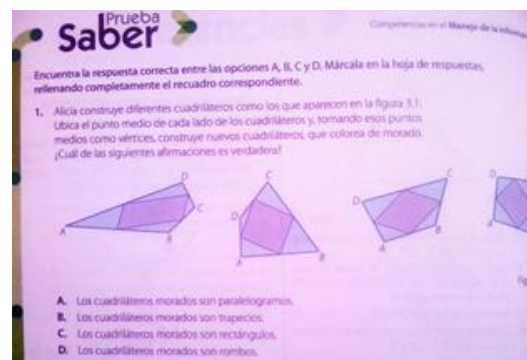 Prueba
Saber
Competencias en el Manejo de la
Encuentra la respuesta correcta entre las opciones A, B, C y D. Márcala en la hoja de respuestas,
rellenando completamente el recuadro correspondiente.
1. Alicia construye diferentes cuadriláteros como los que aparecen en la figura 3.1.
Ubica el punto medio de cada lado de los cuadriláteros y, tomando esos puntos
medios como vértices, construye nuevos cuadriláteros, que colorea de morado.
¿Cuál de las siguientes afirmaciones es verdadera?
D C C D
C D D
A B A B A B A
A. Los cuadriláteros morados son paralelogramos.
B. Los cuadriláteros morados son trapecios.
C. Los cuadriláteros morados son rectángulos.
D. Los cuadriláteros morados son rombos.